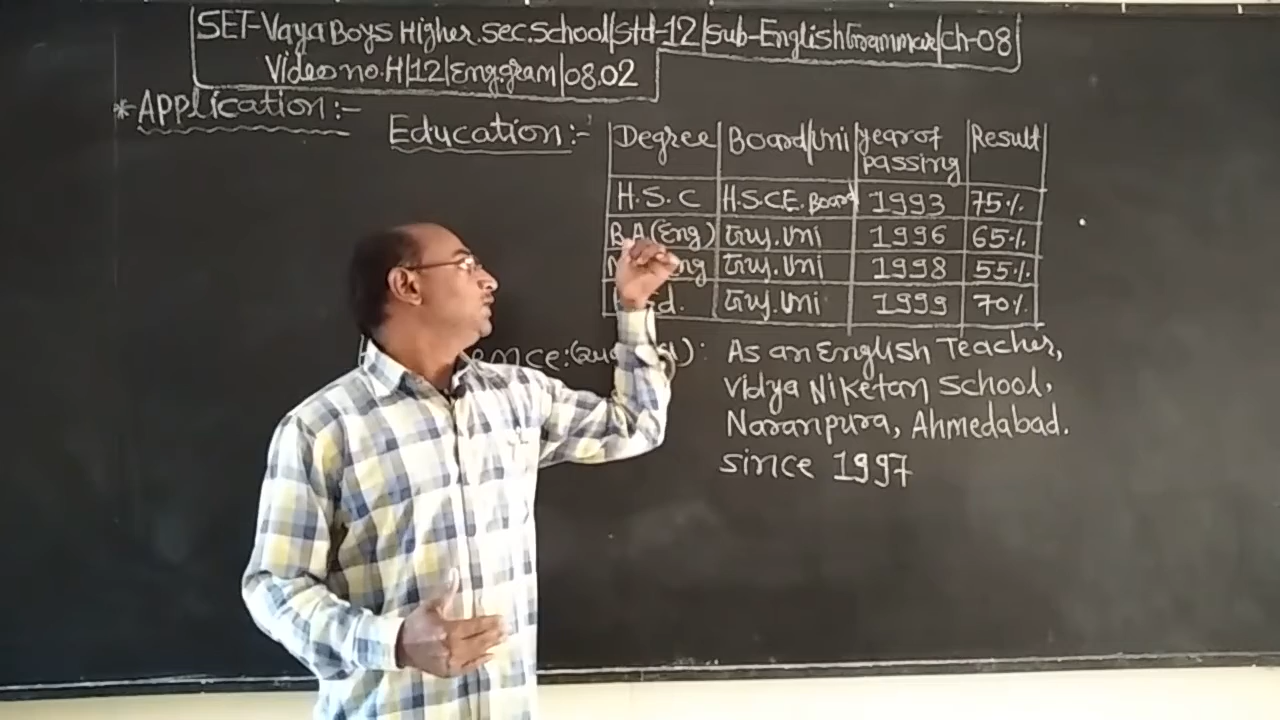 SET-Vaya Boys Higher.Sec.School|Std-12|Sub-English Grammar|Ch-08
Video no.H|12|Eng.gram|08.02
*Application:-
Education:-
Degree Board/Uni year of passing Result
H.S.C H.S.C.E. Board 1993 75%
B.A(Eng) Guj.Uni 1996 65%
Guj.Uni 1998 55%
Guj.Uni 1999 70%
As an English Teacher,
Vidya Niketan School,
Naranpura, Ahmedabad.
since 1997